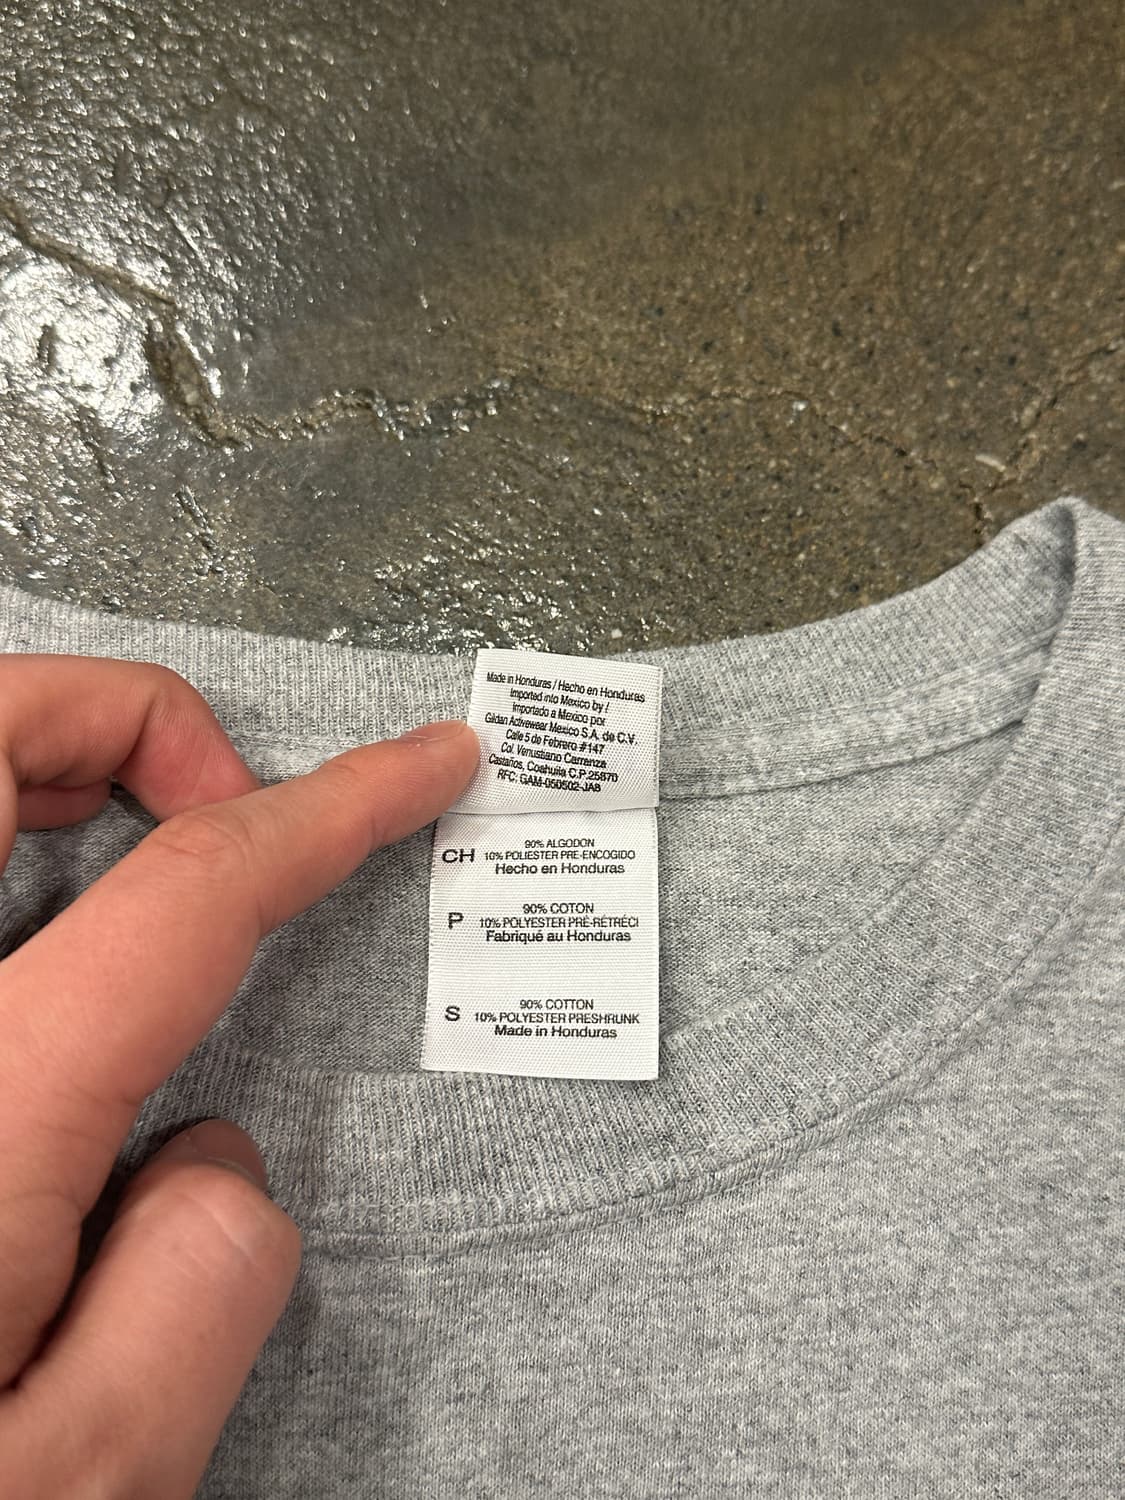 Made in Honduras / Hecho en Honduras
Imported into Mexico by /
Importado a Mexico por
Gildan Activewear Mexico S.A. de C.V.
Calle 5 de Febrero #147
Col. Venustiano Carranza
Castaños, Coahuila C.P. 25870
RFC: GAM-050502-JA8
90% ALGODON
CH 10% POLIESTER PRE-ENCOGIDO
Hecho en Honduras
90% COTON
P 10% POLYESTER PRÉ-RÉTRÉCI
Fabriqué au Honduras
90% COTTON
S 10% POLYESTER PRESHRUNK
Made in Honduras